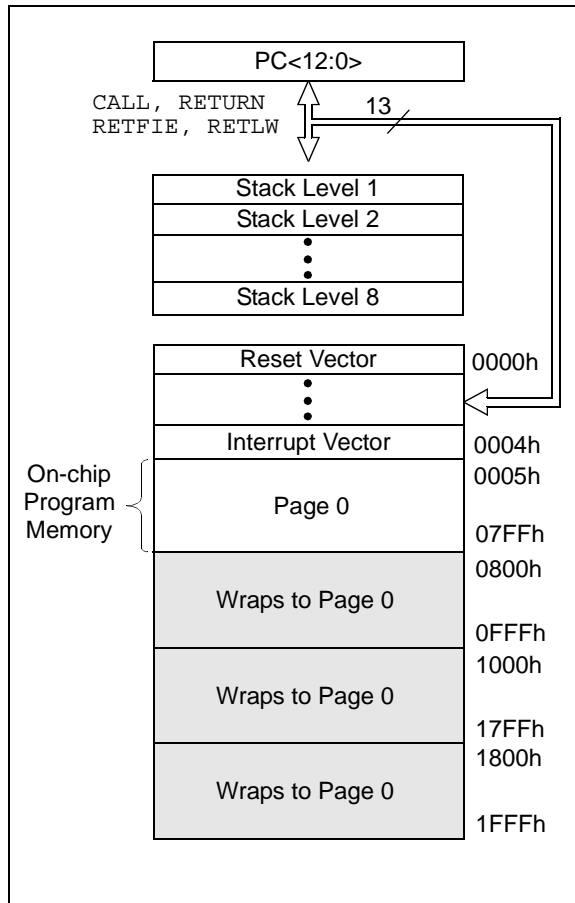 PC<12:0>
CALL, RETURN
RETFIE, RETLW
13
Stack Level 1
Stack Level 2
Stack Level 8
Reset Vector
0000h
Interrupt Vector
0004h
On-chip
Program
Memory
0005h
Page 0
07FFh
0800h
Wraps to Page 0
0FFFh
1000h
Wraps to Page 0
17FFh
1800h
Wraps to Page 0
1FFFh